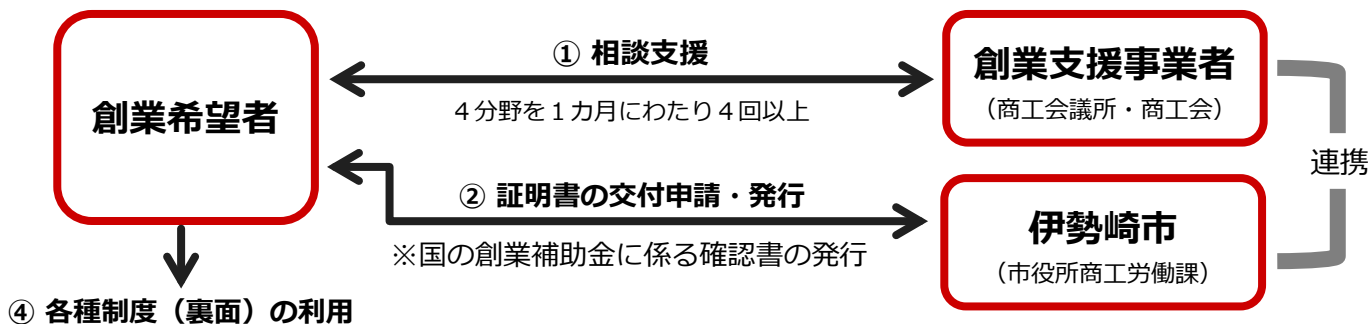 創業希望者
① 相談支援
４分野を１カ月にわたり４回以上
創業支援事業者
（商工会議所・商工会）
連携
② 証明書の交付申請・発行
※国の創業補助金に係る確認書の発行
伊勢崎市
（市役所商工労働課）
④ 各種制度（裏面）の利用